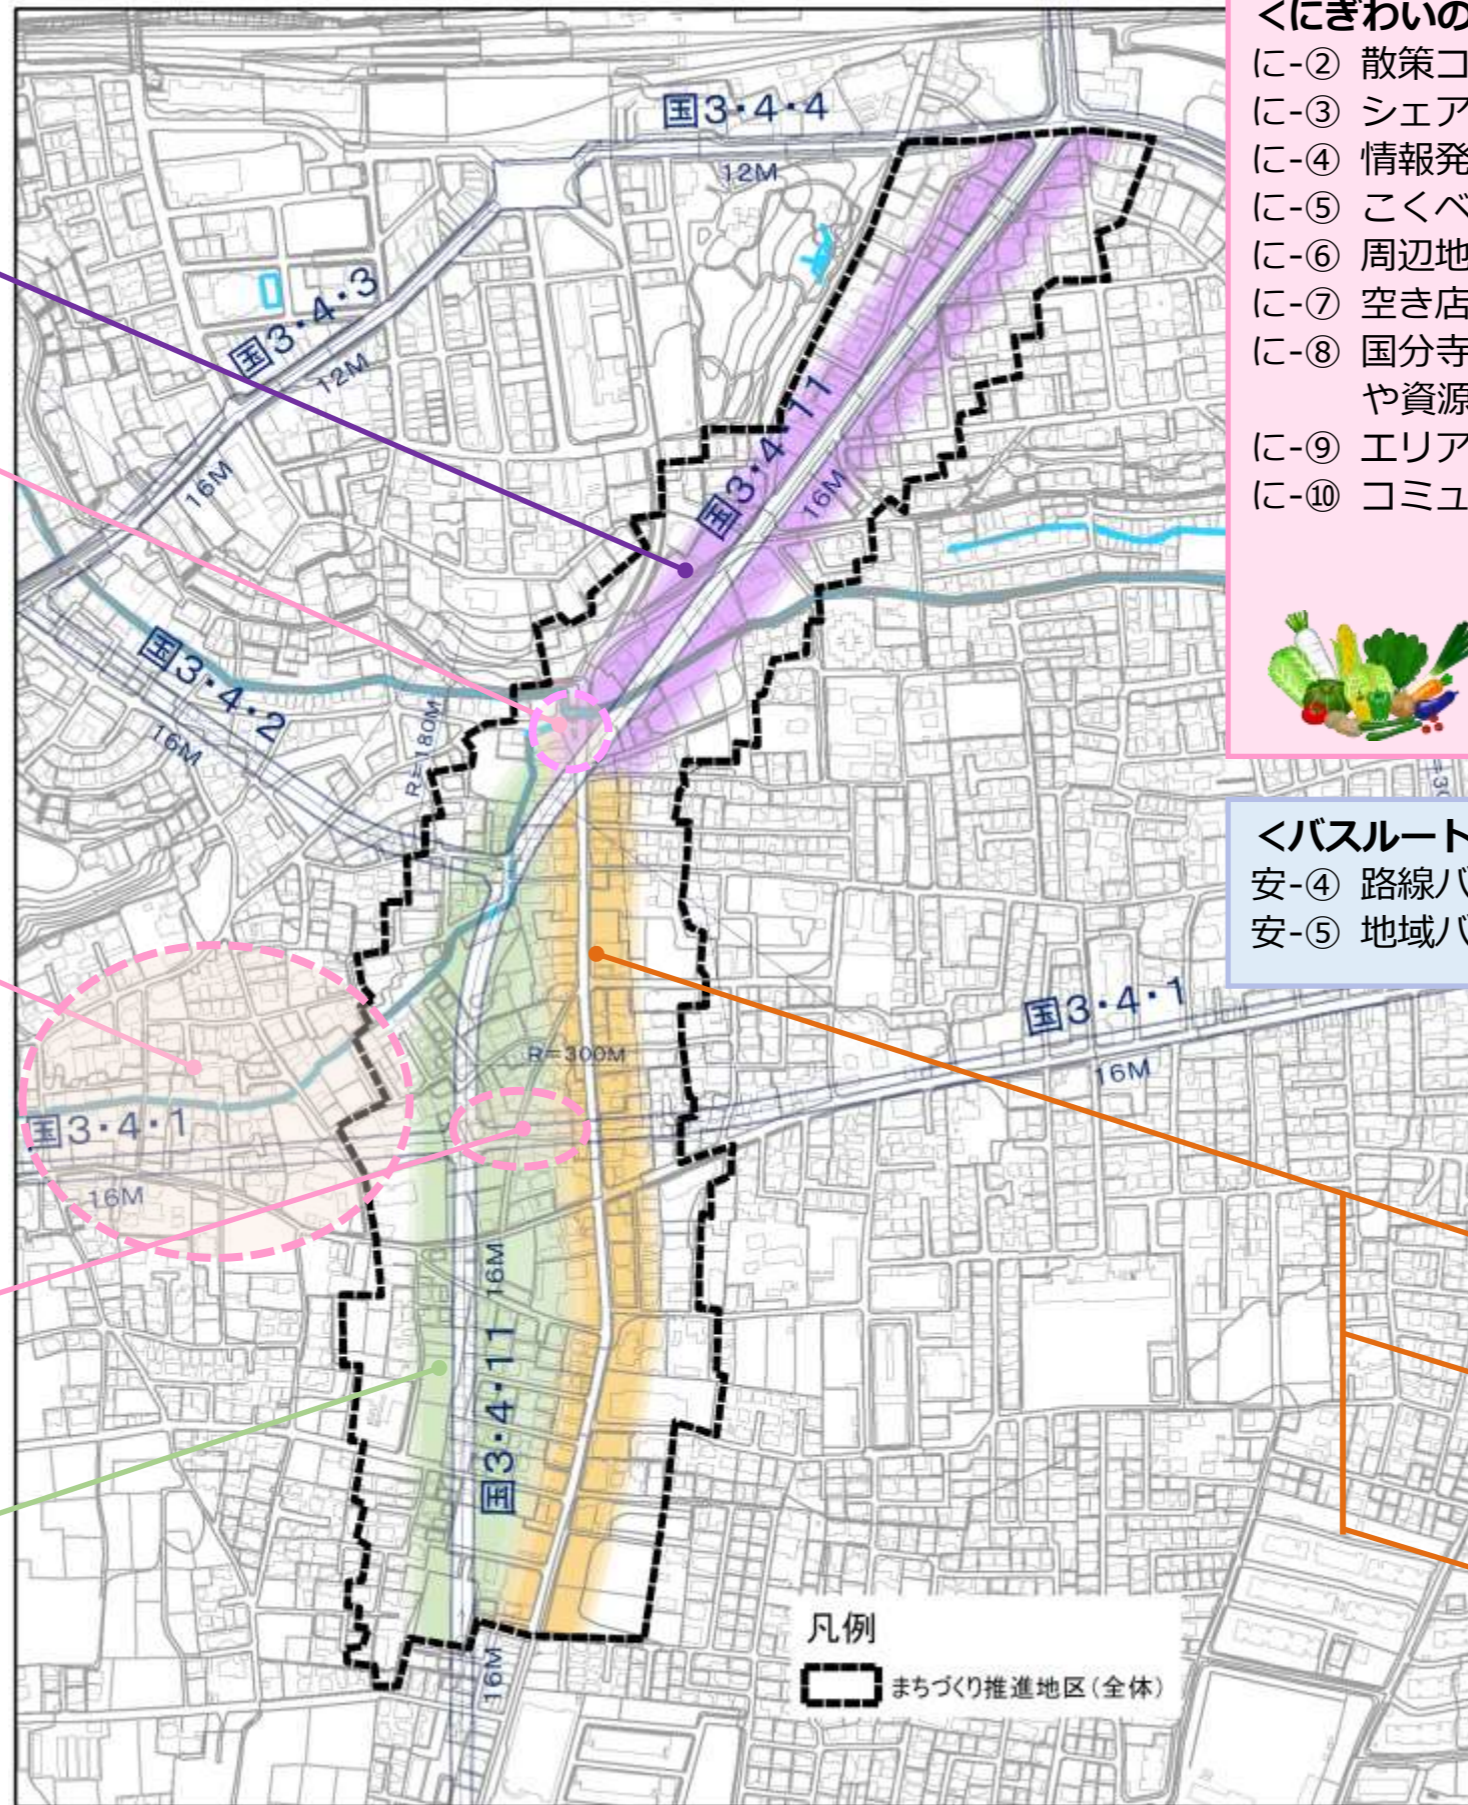 国3・4・4
12M
国3・4・3
12M
16M
国3・4・11
16M
国3・4・2
16M
R=180M
国3・4・1
16M
R=300M
国3・4・1
16M
16M
国3・4・11
16M
凡例
まちづくり推進地区(全体)
<にぎわいの
に-② 散策コ
に-③ シェア
に-④ 情報発
に-⑤ こくベ
に-⑥ 周辺地
に-⑦ 空き店
に-⑧ 国分寺
や資源
に-⑨ エリア
に-⑩ コミュ
<バスルート
安-④ 路線バ
安-⑤ 地域バ